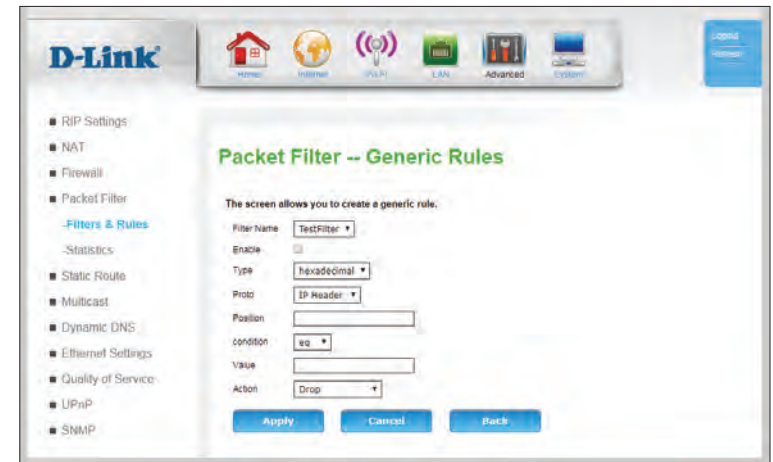 D-Link
Home
Internet
Wi-Fi
LAN
Advanced
System
Logout
Refresh
RIP Settings
NAT
Firewall
Packet Filter
-Filters & Rules
-Statistics
Static Route
Multicast
Dynamic DNS
Ethernet Settings
Quality of Service
UPnP
SNMP
Packet Filter -- Generic Rules
The screen allows you to create a generic rule.
Filter Name TestFilter
Enable
Type hexadecimal
Proto IP Header
Position
condition eq
Value
Action Drop
Apply Cancel Back